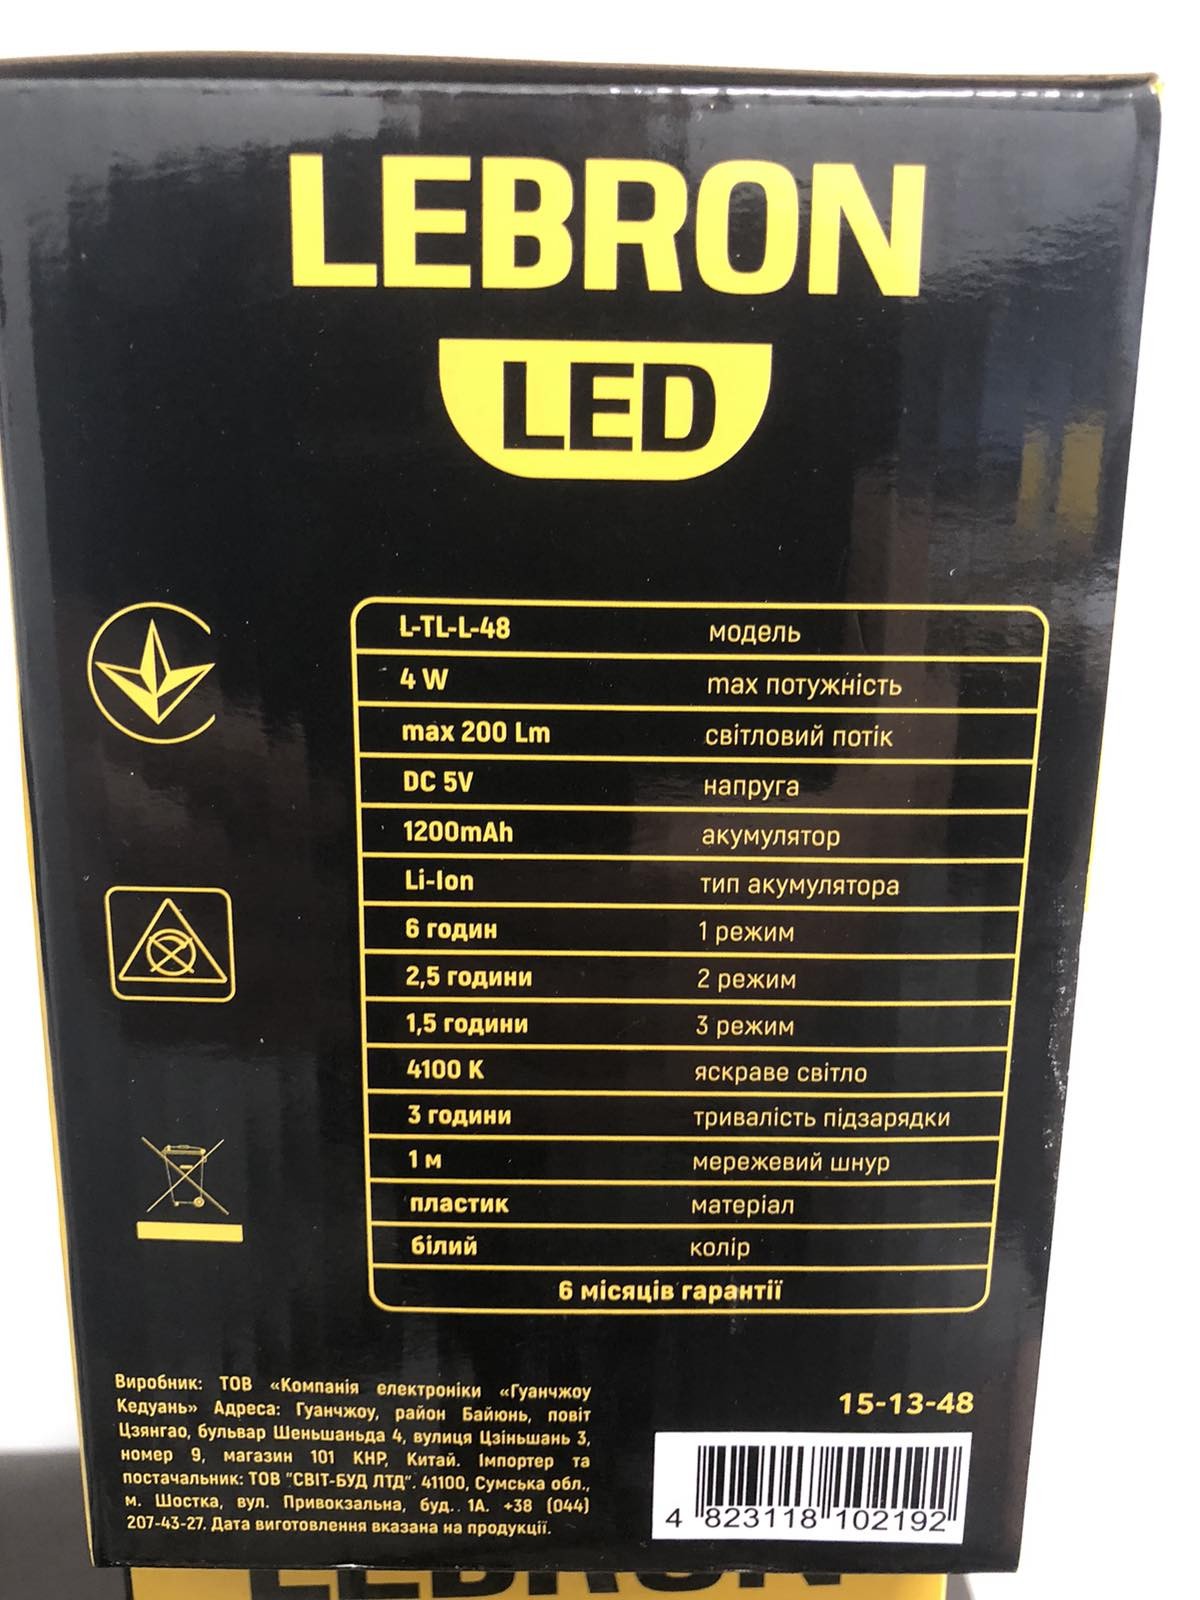 LEBRON
LED
L-TL-L-48 модель
4 W max потужність
max 200 Lm світловий потік
DC 5V напруга
1200mAh акумулятор
Li-Ion тип акумулятора
6 годин 1 режим
2,5 години 2 режим
1,5 години 3 режим
4100 K яскраве світло
3 години тривалість підзарядки
1 м мережевий шнур
пластик матеріал
білий колір
6 місяців гарантії
Виробник: ТОВ «Компанія електроніки «Гуанчжоу
Кедуань» Адреса: Гуанчжоу, район Байюнь, повіт
Цзянгао, бульвар Шеньшаньда 4, вулиця Цзіньшань 3,
номер 9, магазин 101 КНР, Китай. Імпортер та
постачальник: ТОВ "СВІТ-БУД ЛТД". 41100, Сумська обл.,
м. Шостка, вул. Привокзальна, буд.. 1А. +38 (044)
207-43-27. Дата виготовлення вказана на продукції.
15-13-48
4 823118 102192
LEBRON